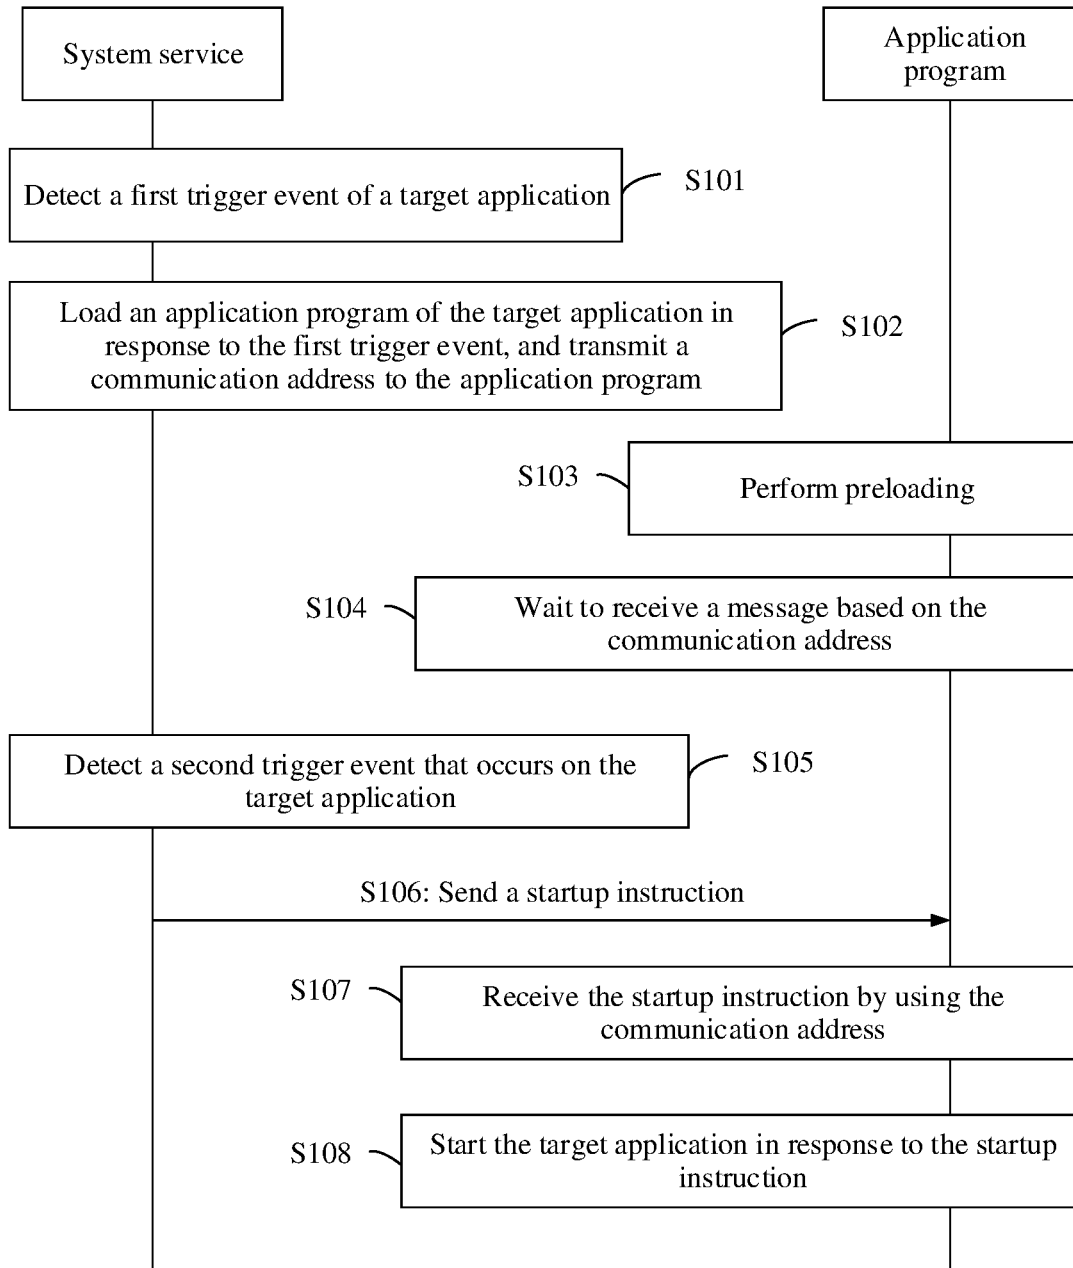 System service
Application
program
Detect a first trigger event of a target application
S101
Load an application program of the target application in
response to the first trigger event, and transmit a
communication address to the application program
S102
S103
Perform preloading
S104
Wait to receive a message based on the
communication address
Detect a second trigger event that occurs on the
target application
S105
S106: Send a startup instruction
S107
Receive the startup instruction by using the
communication address
S108
Start the target application in response to the startup
instruction